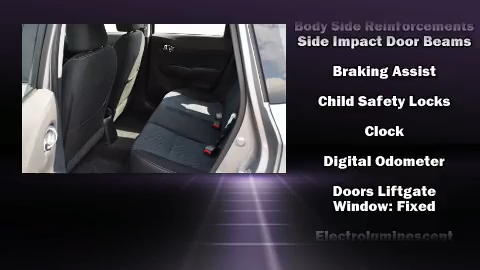 Body Side Reinforcements
Side Impact Door Beams
Braking Assist
Child Safety Locks
Clock
Digital Odometer
Doors Liftgate
Window: Fixed
Electroluminescent